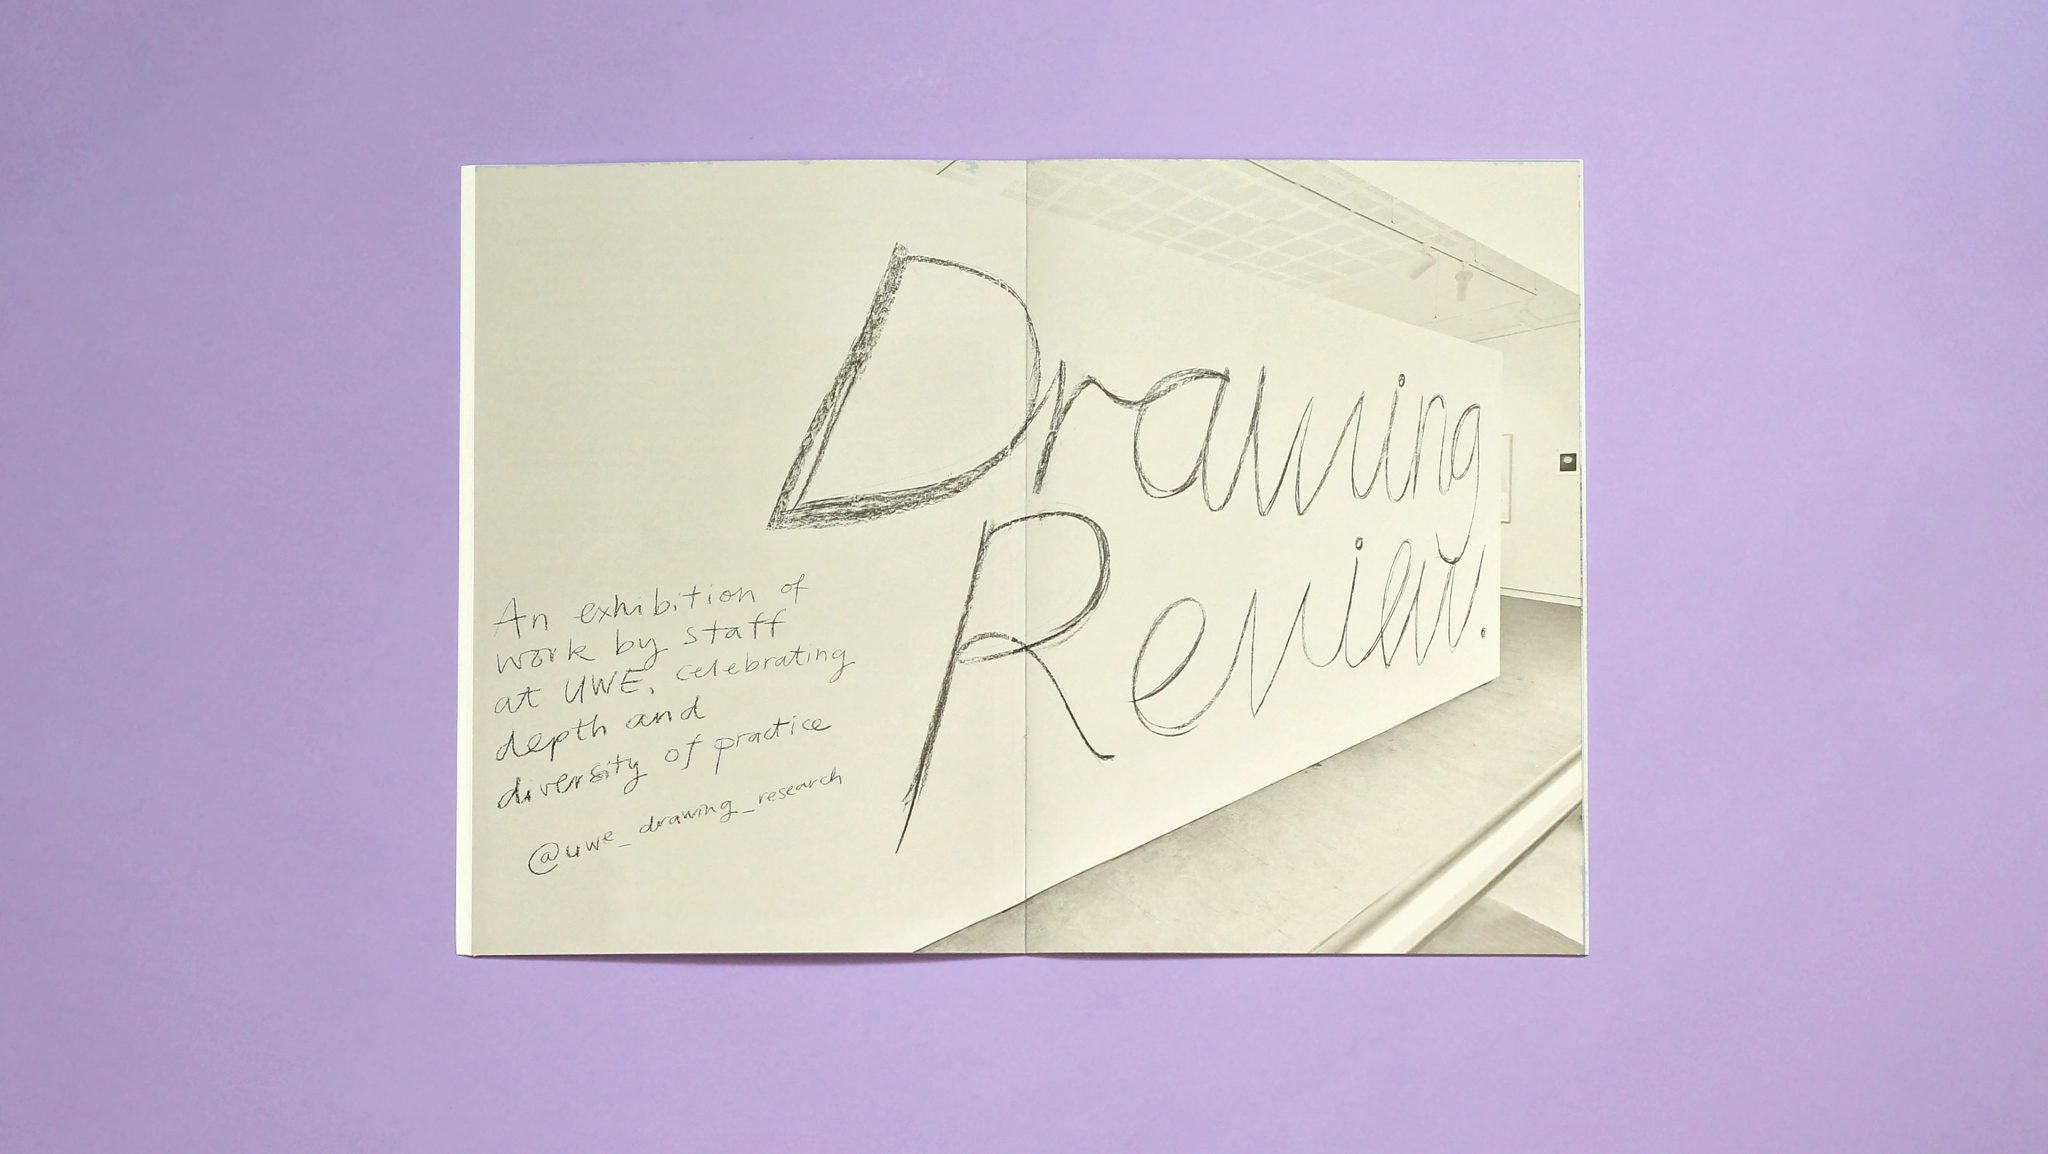 Drawing
Review.
An exhibition of
work by staff
at UWE, celebrating
depth and
diversity of practice
@uwe_drawing_research